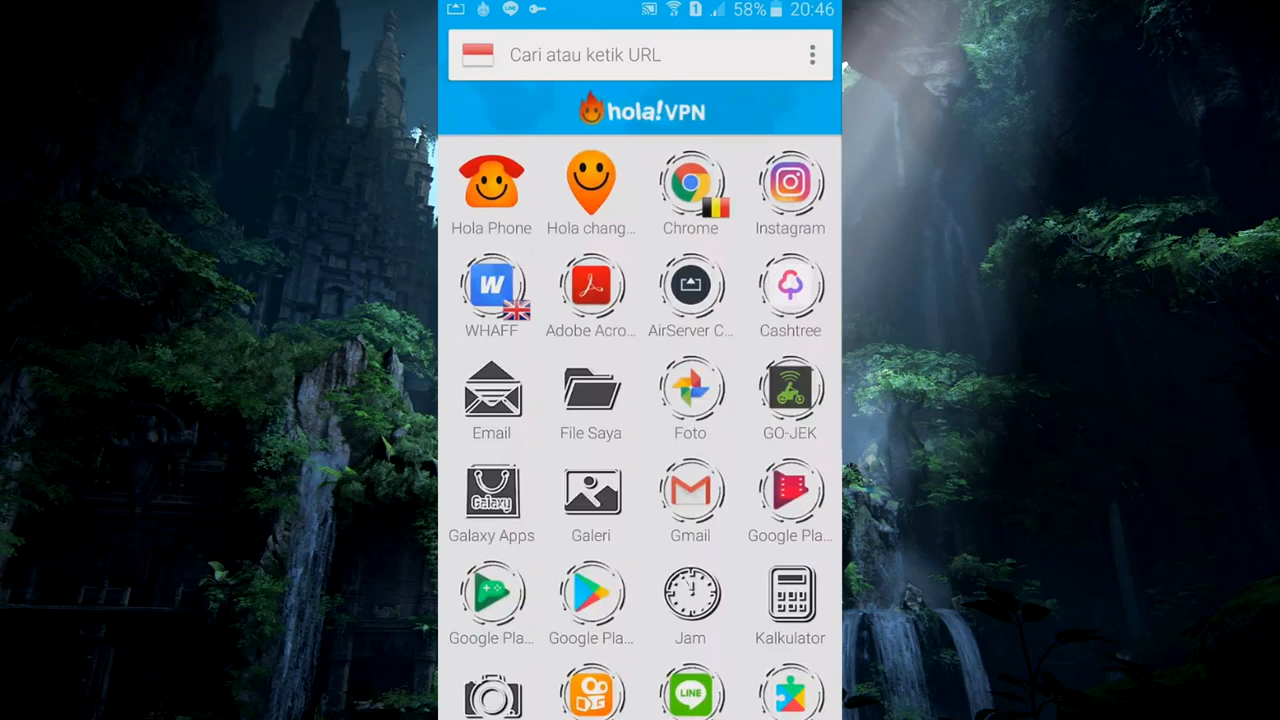 58% 20:46
Cari atau ketik URL
hola!VPN
Hola Phone Hola chang... Chrome Instagram
W
WHAFF Adobe Acro... AirServer C... Cashtree
Email File Saya Foto GO-JEK
Galaxy
Galaxy Apps Galeri Gmail Google Pla...
Google Pla... Google Pla... Jam Kalkulator
LINE